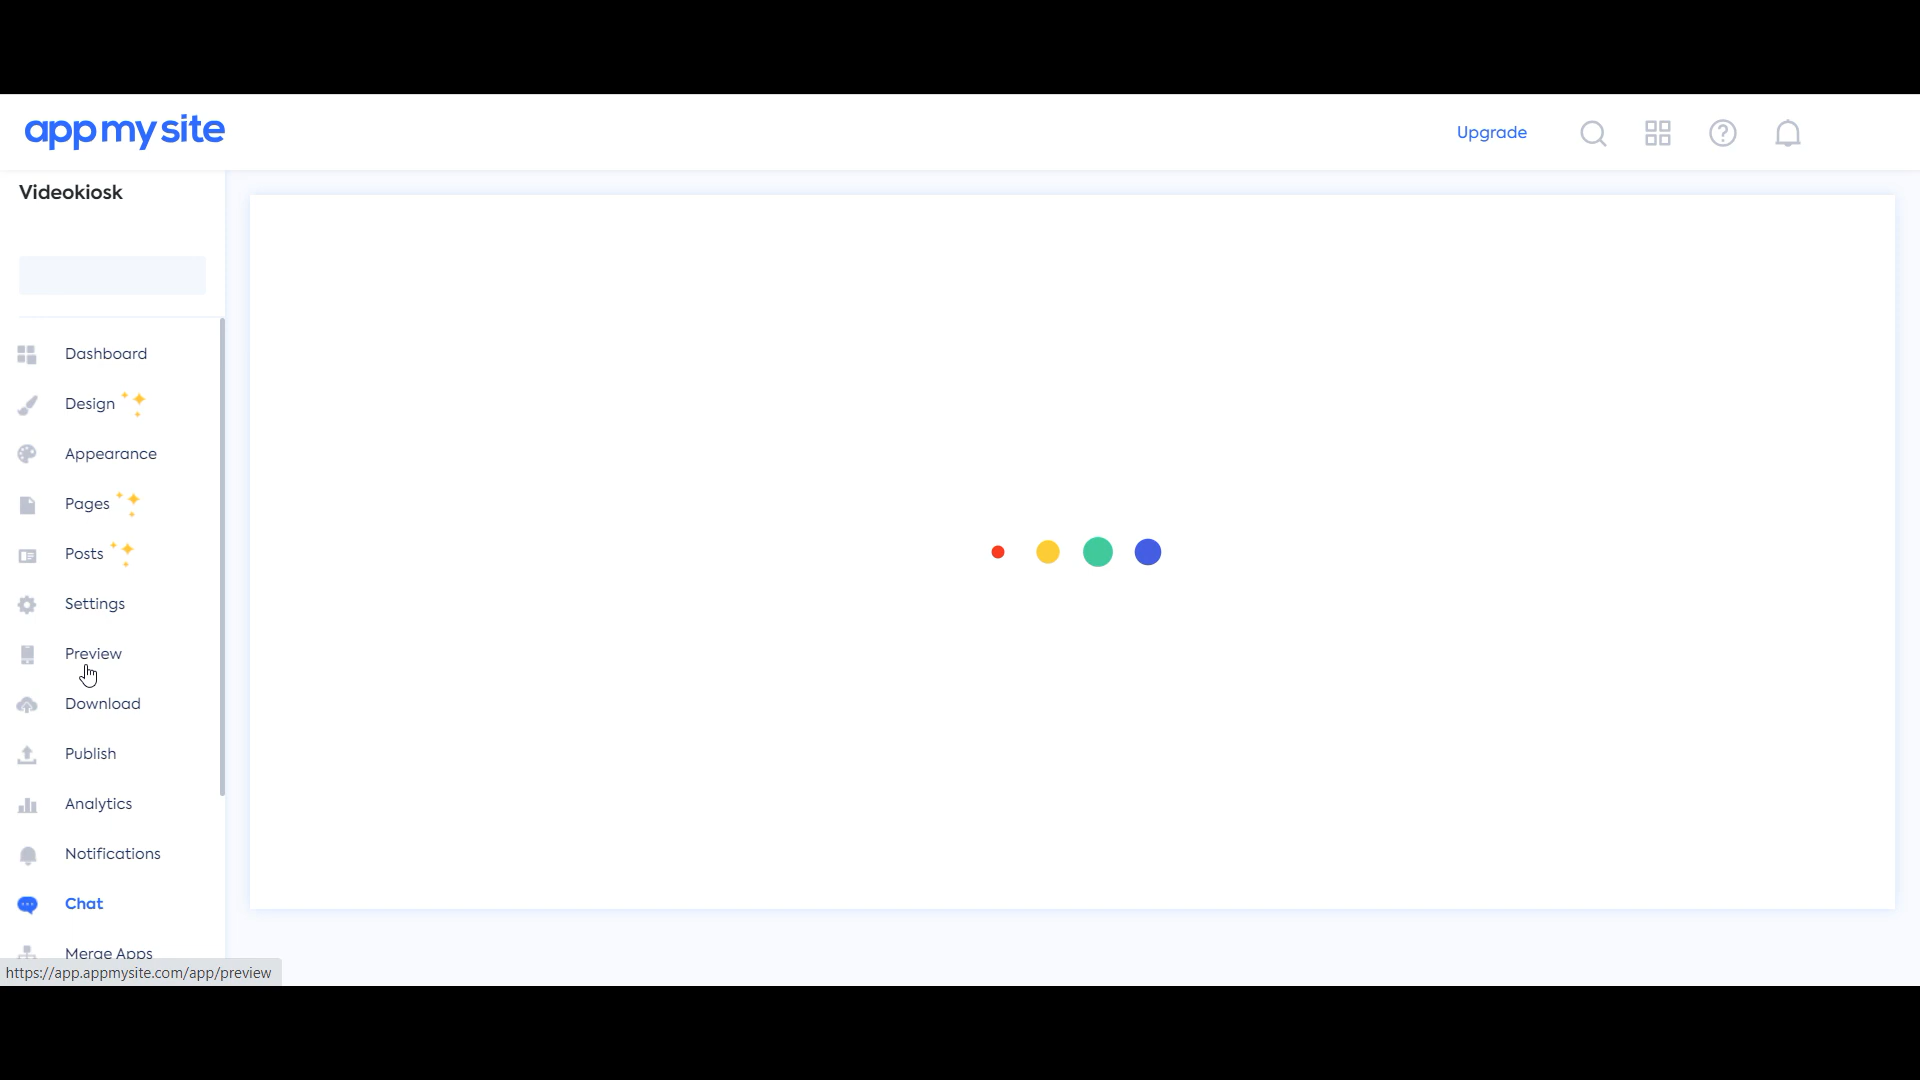 appmysite
Upgrade
Videokiosk
Dashboard
Design
Appearance
Pages
Posts
Settings
Preview
Download
Publish
Analytics
Notifications
Chat
Merge Apps
https://app.appmysite.com/app/preview